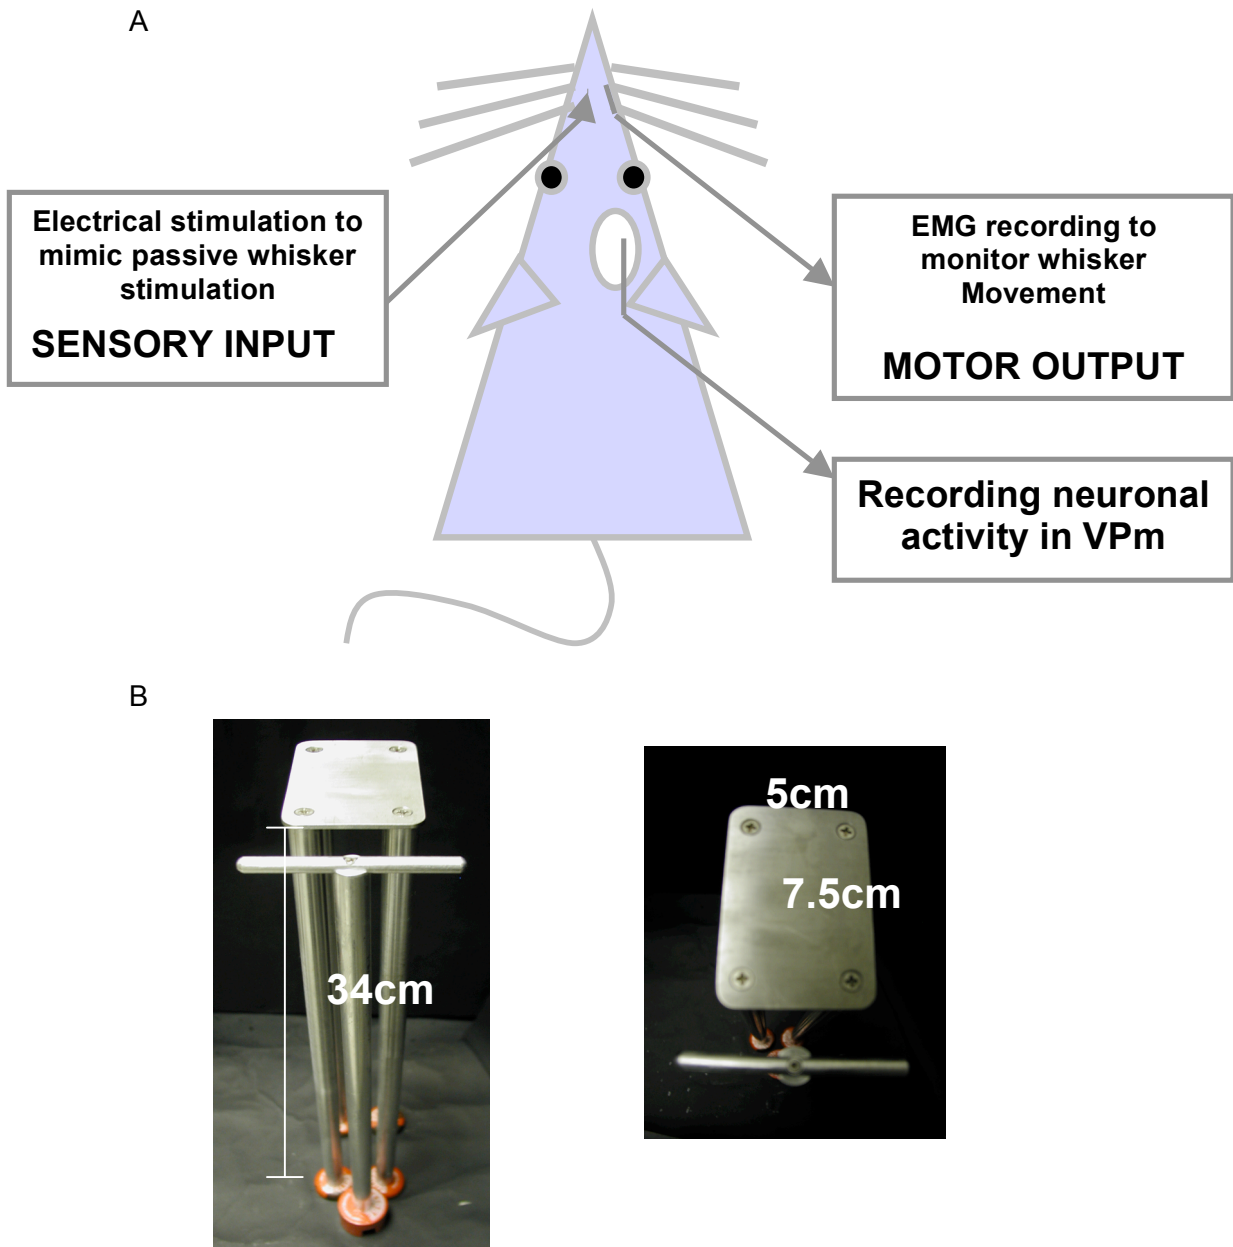 A
Electrical stimulation to
mimic passive whisker
stimulation
SENSORY INPUT
EMG recording to
monitor whisker
Movement
MOTOR OUTPUT
Recording neuronal
activity in VPm
B
34cm
5cm
7.5cm